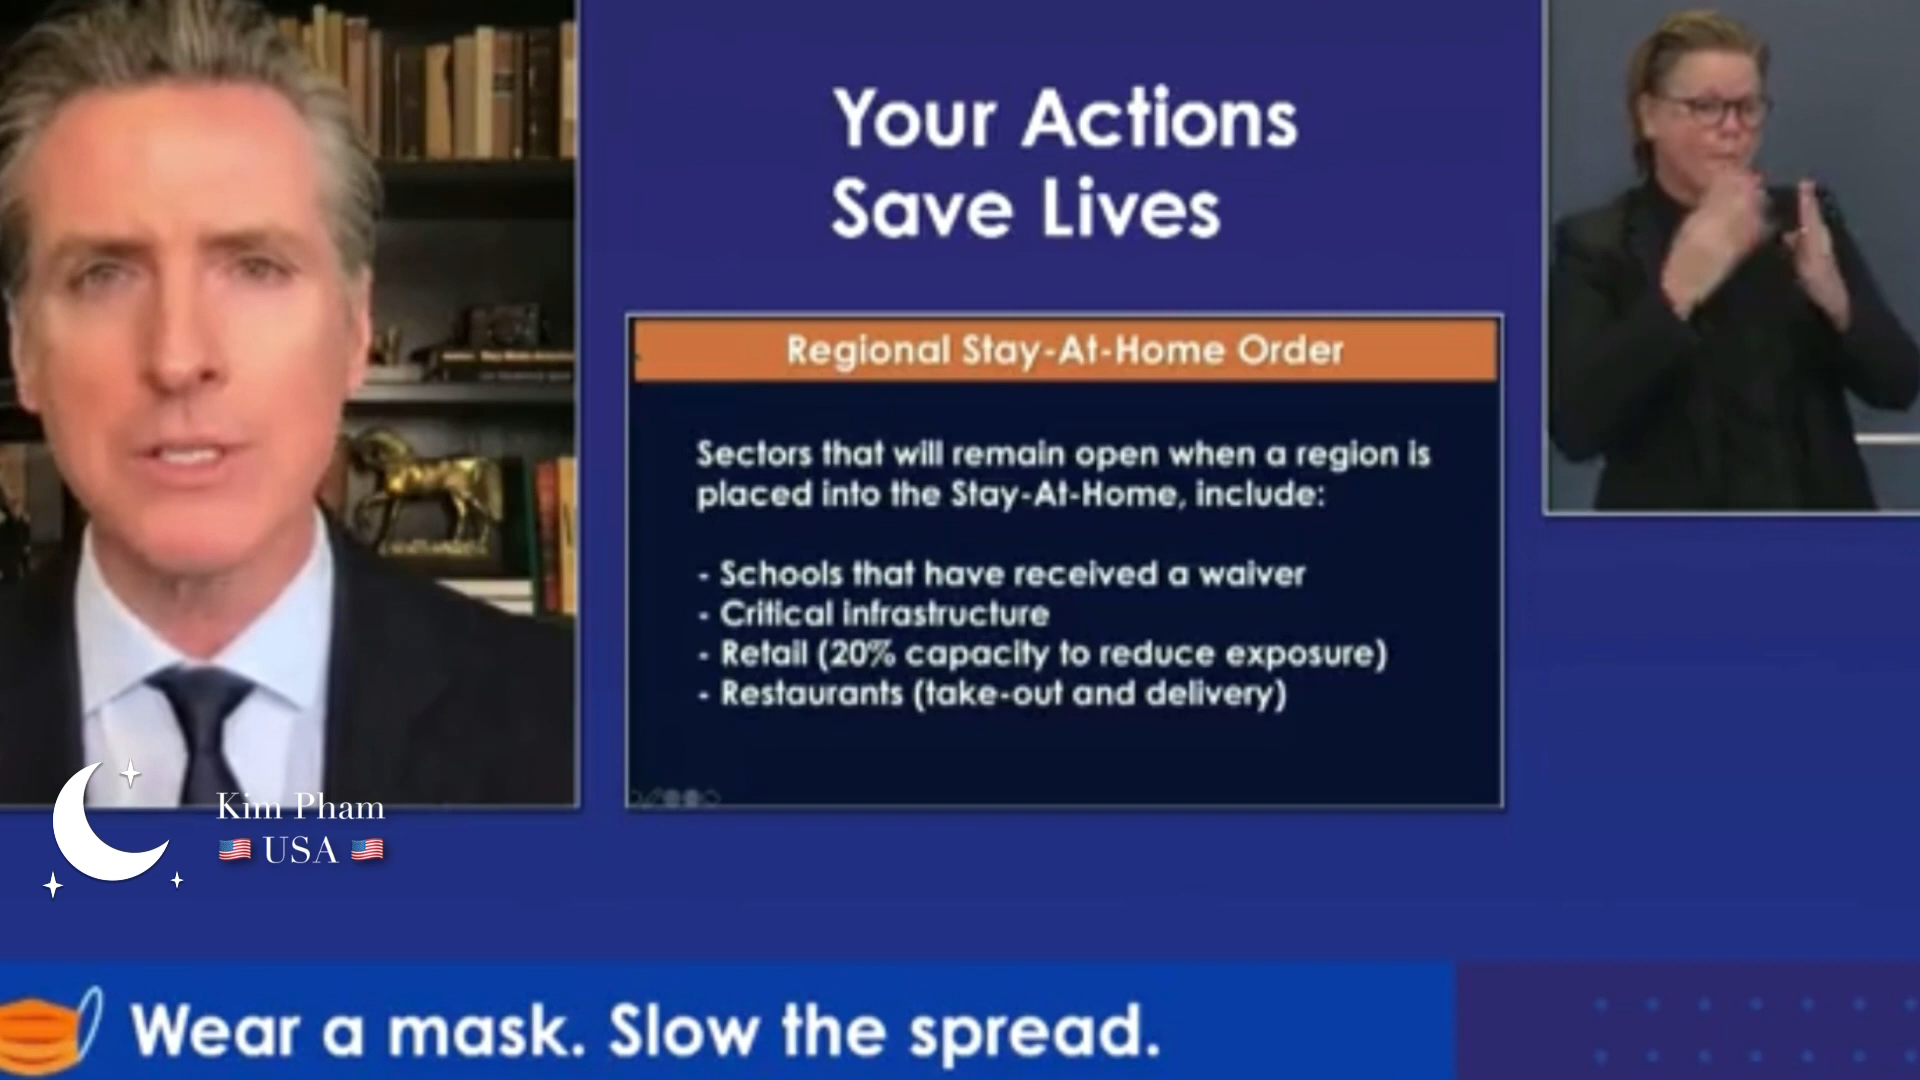 Your Actions
Save Lives
Regional Stay-At-Home Order
Sectors that will remain open when a region is
placed into the Stay-At-Home, include:
- Schools that have received a waiver
- Critical infrastructure
- Retail (20% capacity to reduce exposure)
- Restaurants (take-out and delivery)
Kim Pham
🇺🇸 USA 🇺🇸
Wear a mask. Slow the spread.